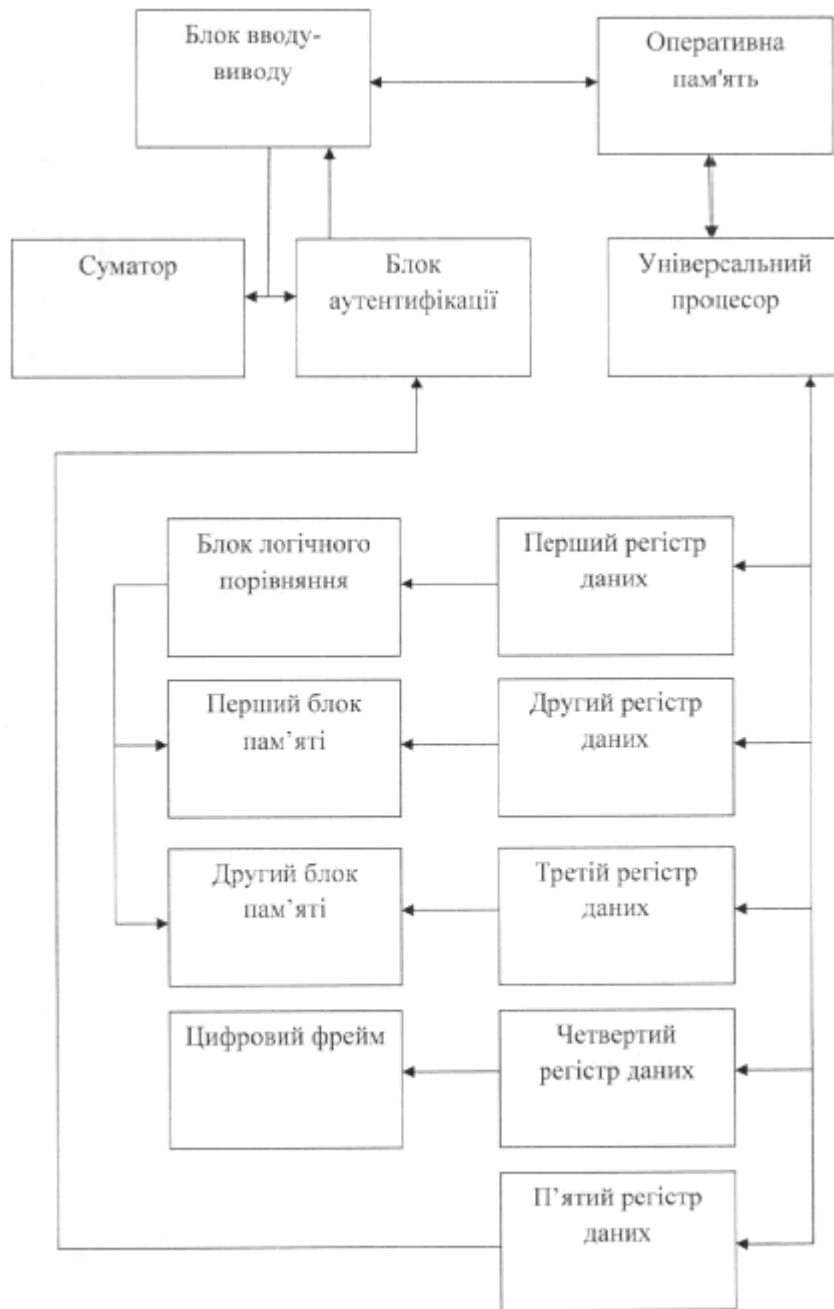 Блок вводу-
виводу
Оперативна
пам'ять
Суматор
Блок
аутентифікації
Універсальний
процесор
Блок логічного
порівняння
Перший регістр
даних
Перший блок
пам’яті
Другий регістр
даних
Другий блок
пам’яті
Третій регістр
даних
Цифровий фрейм
Четвертий
регістр даних
П’ятий регістр
даних